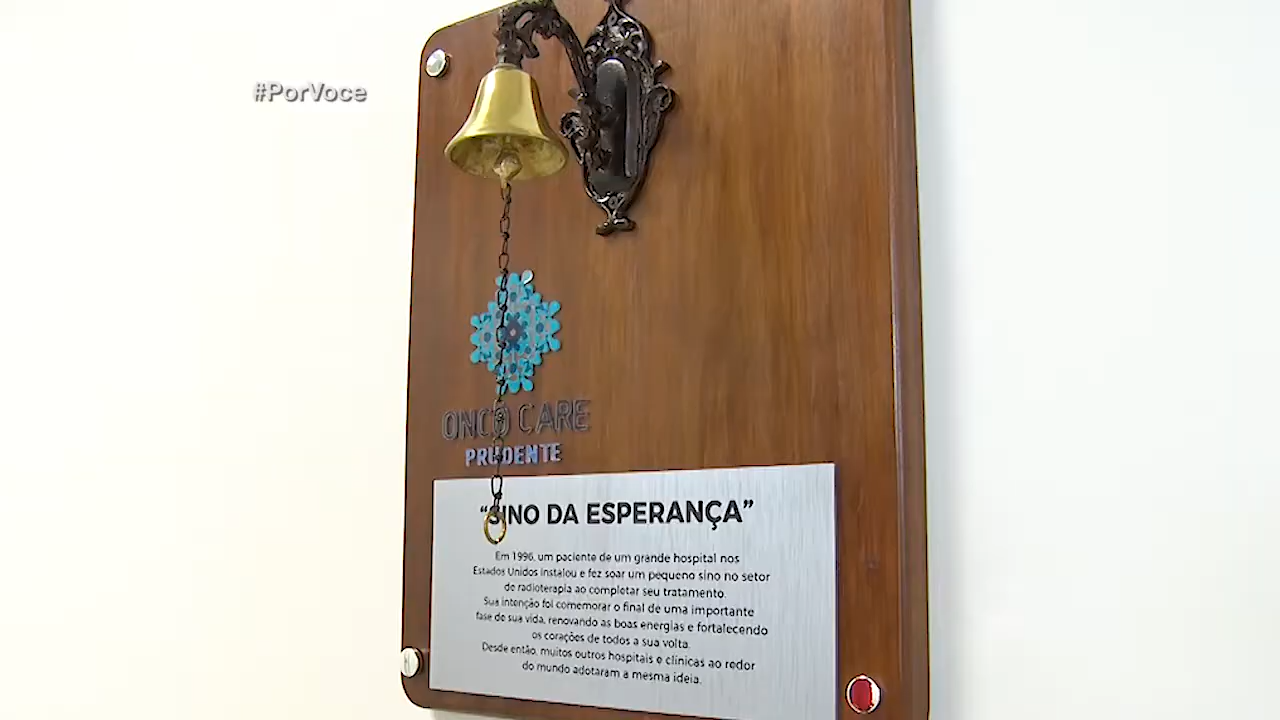 #PorVoce
ONCO CARE
PRUDENTE
“SINO DA ESPERANÇA”
Em 1996, um paciente de um grande hospital nos
Estados Unidos instalou e fez soar um pequeno sino no setor
de radioterapia ao completar seu tratamento.
Sua intenção foi comemorar o final de uma importante
fase de sua vida, renovando as boas energias e fortalecendo
os corações de todos a sua volta.
Desde então, muitos outros hospitais e clínicas ao redor
do mundo adotaram a mesma ideia.